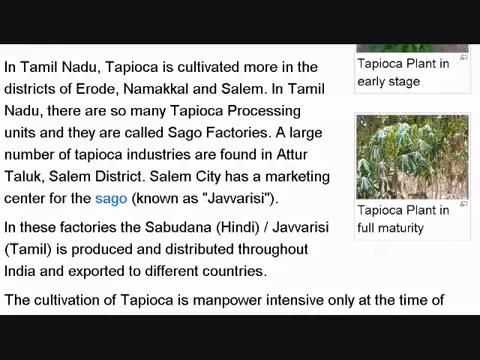 In Tamil Nadu, Tapioca is cultivated more in the
districts of Erode, Namakkal and Salem. In Tamil
Nadu, there are so many Tapioca Processing
units and they are called Sago Factories. A large
number of tapioca industries are found in Attur
Taluk, Salem District. Salem City has a marketing
center for the sago (known as "Javvarisi").
In these factories the Sabudana (Hindi) / Javvarisi
(Tamil) is produced and distributed throughout
India and exported to different countries.
The cultivation of Tapioca is manpower intensive only at the time of
Tapioca Plant in
early stage
Tapioca Plant in
full maturity